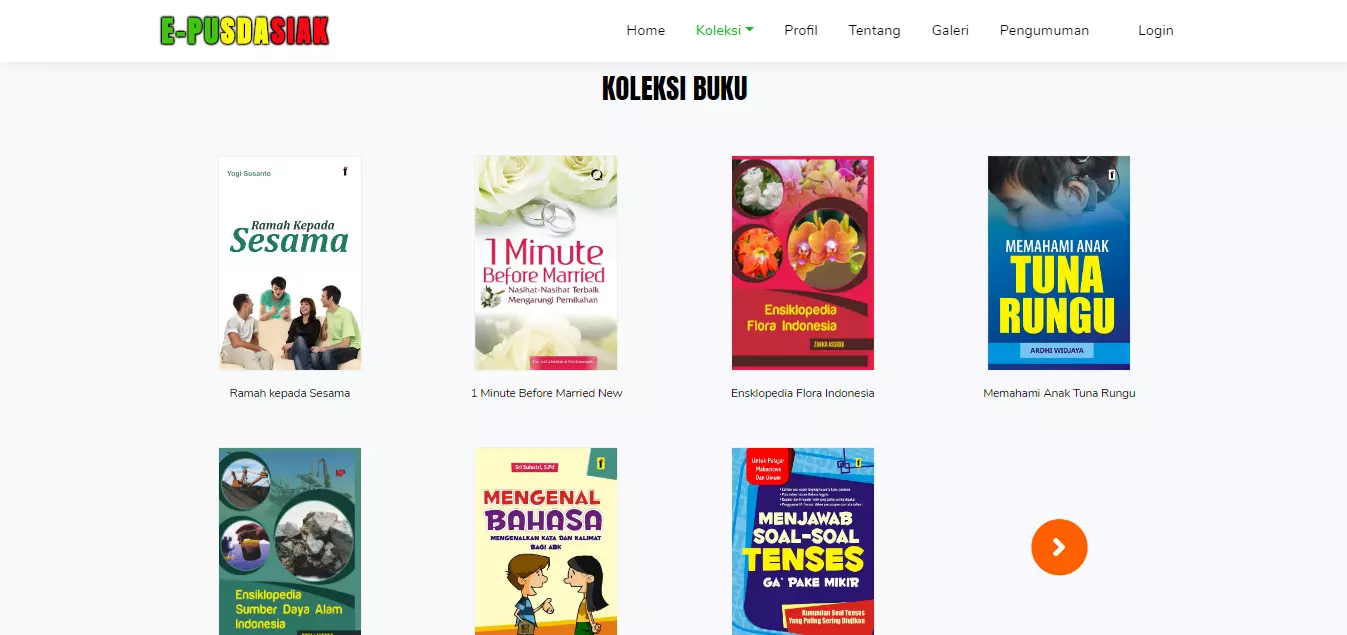 E-PUSDASIAK
Home
Koleksi
Profil
Tentang
Galeri
Pengumuman
Login
KOLEKSI BUKU
Yogi Susanto
Ramah Kepada
Sesama
1 Minute
Before Married
Nasihat-Nasihat Terbaik
Mengarungi Pernikahan
Ensiklopedia
Flora Indonesia
MEMAHAMI ANAK
TUNA
RUNGU
ARDHI WIDJAYA
Ramah kepada Sesama
1 Minute Before Married New
Ensklopedia Flora Indonesia
Memahami Anak Tuna Rungu
Ensiklopedia
Sumber Daya Alam
Indonesia
Sri Sulastri, S.Pd
MENGENAL
BAHASA
MENGENALKAN KATA DAN KALIMAT
BAGI ABK
Untuk Pelajar
Mahasiswa
Dan Umum
MENJAWAB
SOAL-SOAL
TENSES
GA' PAKE MIKIR
Kumpulan Soal Tenses
Yang Paling Sering Diujikan